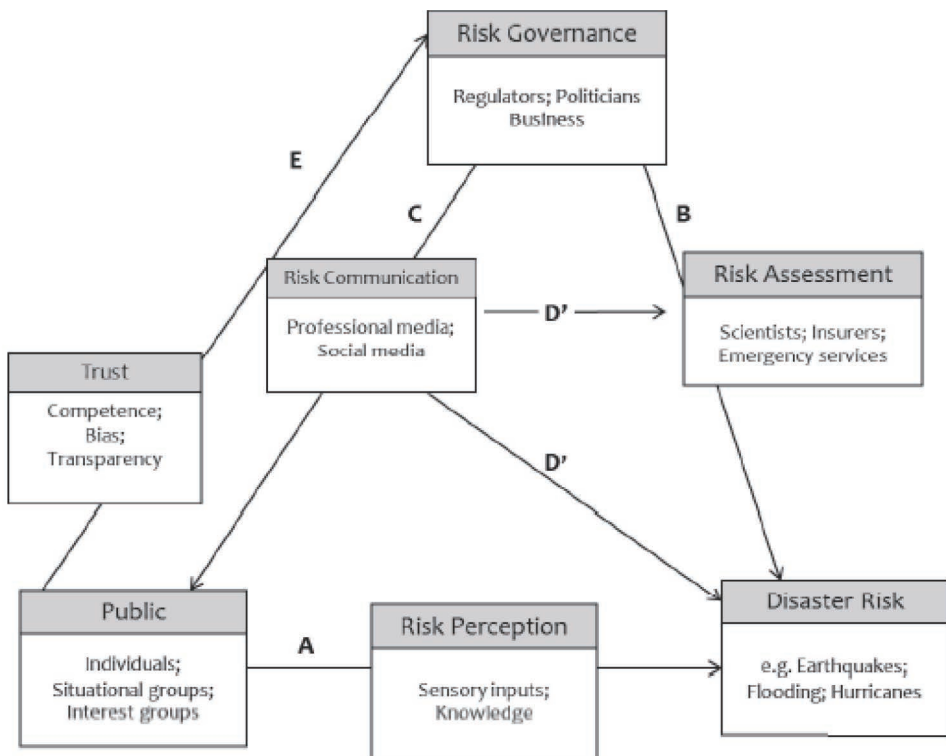 Risk Governance
Regulators; Politicians
Business
E
C
B
Risk Communication
Professional media;
Social media
D'
Risk Assessment
Scientists; Insurers;
Emergency services
Trust
Competence;
Bias;
Transparency
D'
Public
Individuals;
Situational groups;
Interest groups
A
Risk Perception
Sensory inputs;
Knowledge
Disaster Risk
e.g. Earthquakes;
Flooding; Hurricanes